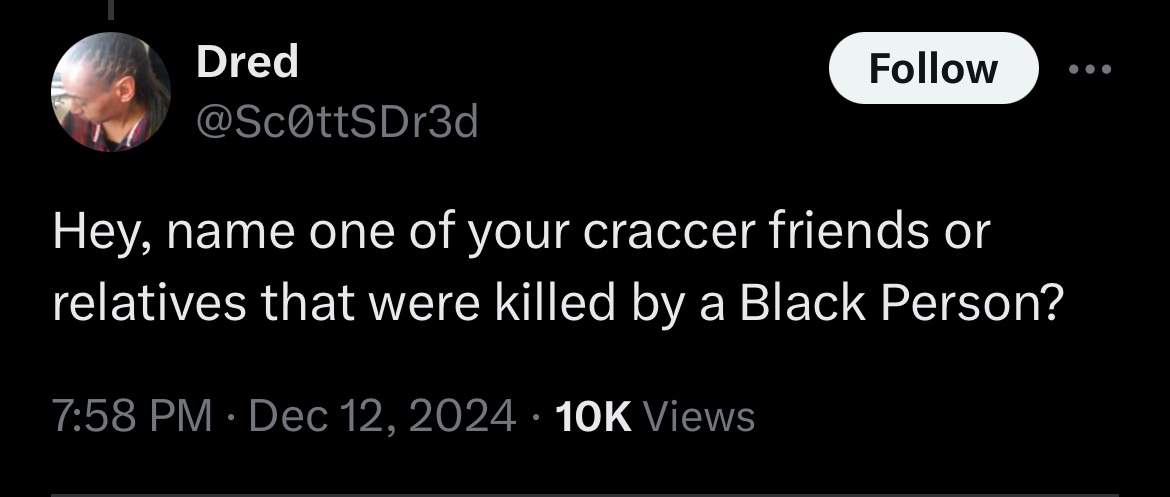 Dred
Follow
@Sc0ttSDr3d
Hey, name one of your craccer friends or
relatives that were killed by a Black Person?
7:58 PM · Dec 12, 2024 · 10K Views